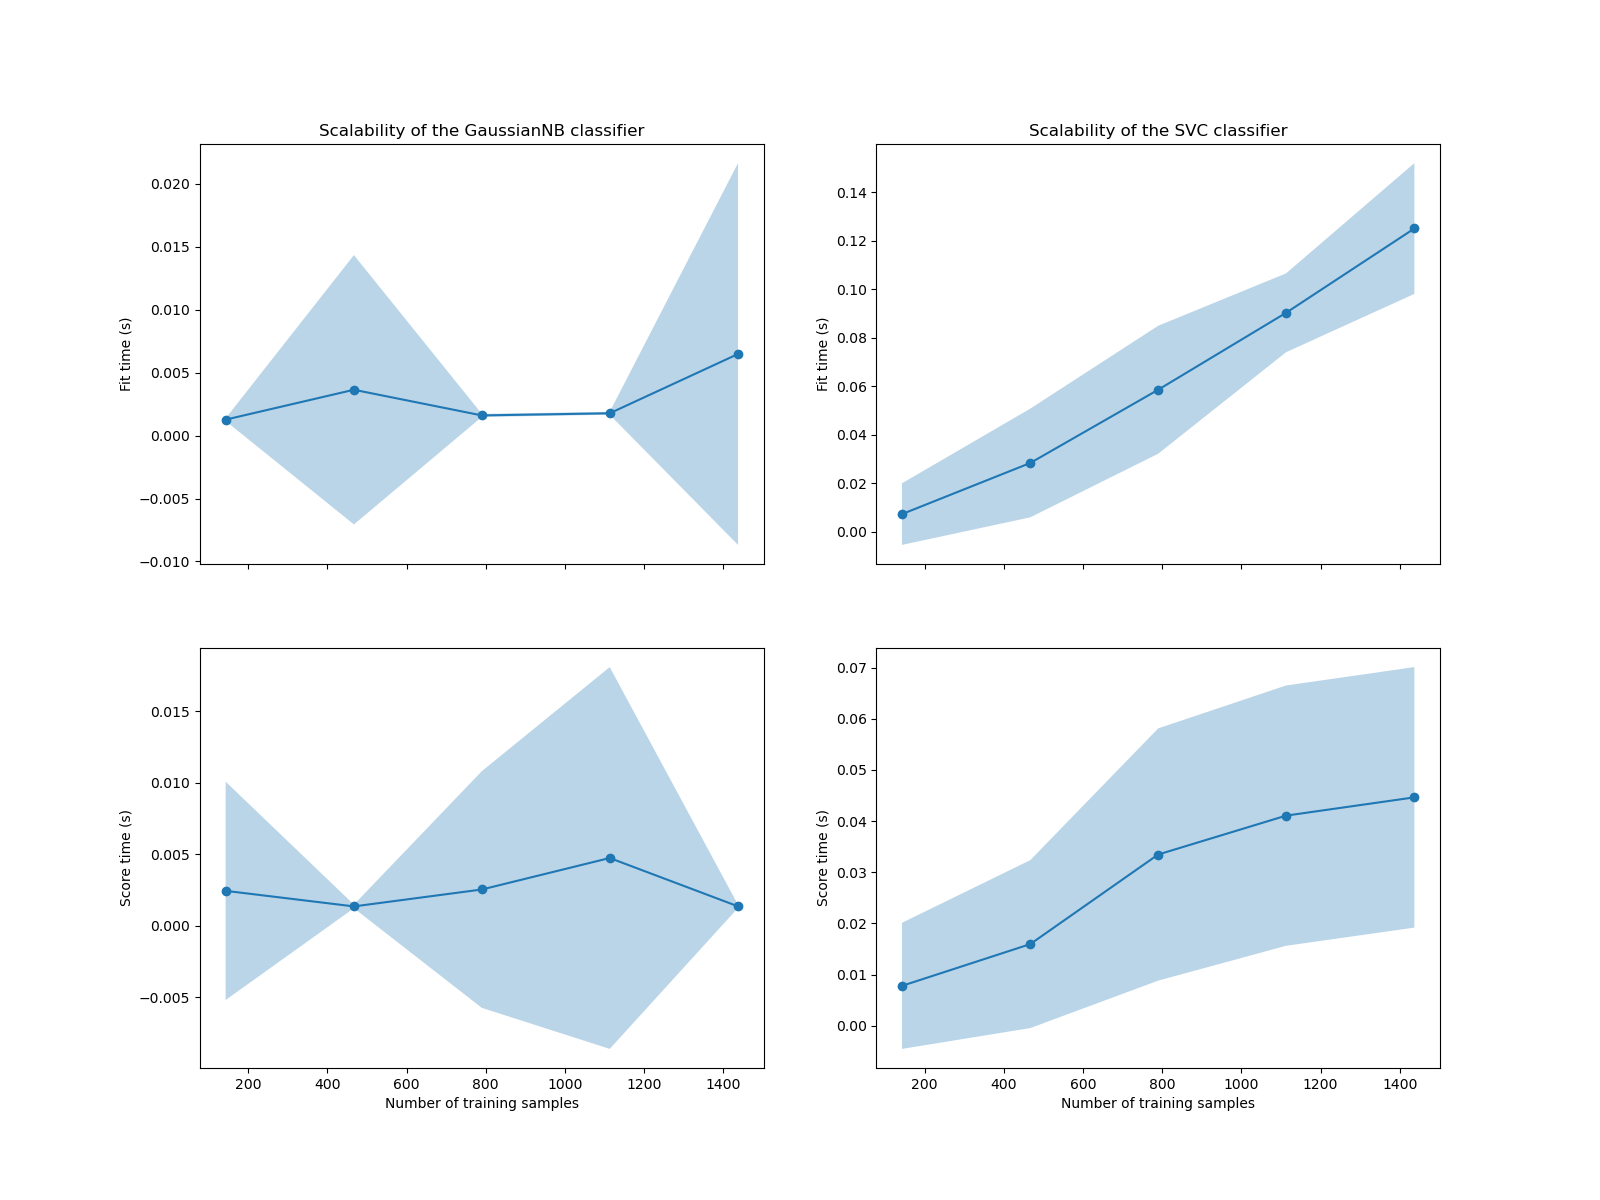 Scalability of the GaussianNB classifier
0.020
0.015
0.010
0.005
0.000
−0.005
−0.010
Fit time (s)
Scalability of the SVC classifier
0.14
0.12
0.10
0.08
0.06
0.04
0.02
0.00
Fit time (s)
0.015
0.010
0.005
0.000
−0.005
Score time (s)
200 400 600 800 1000 1200 1400
Number of training samples
0.07
0.06
0.05
0.04
0.03
0.02
0.01
0.00
Score time (s)
200 400 600 800 1000 1200 1400
Number of training samples